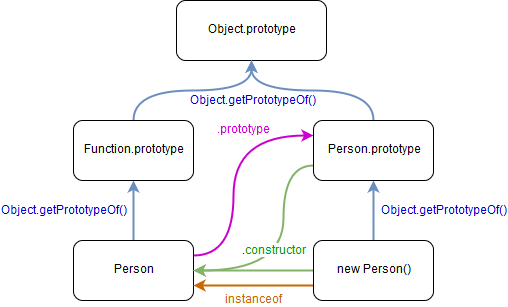 Object.prototype
Object.getPrototypeOf()
.prototype
Function.prototype
Person.prototype
Object.getPrototypeOf()
Object.getPrototypeOf()
.constructor
Person
new Person()
instanceof